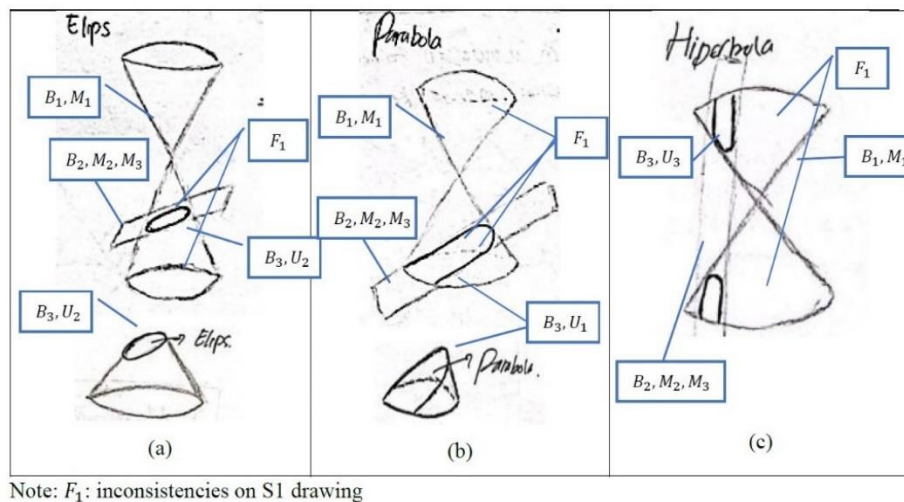 Elips
B₁, M₁
F₁
B₂, M₂, M₃
B₃, U₂
B₃, U₂
Elips.
(a)
Parabola
B₁, M₁
F₁
B₂, M₂, M₃
B₃, U₁
Parabola.
(b)
Hiperbola
F₁
B₃, U₃
B₁, M₁
B₂, M₂, M₃
(c)
Note: F₁: inconsistencies on S1 drawing